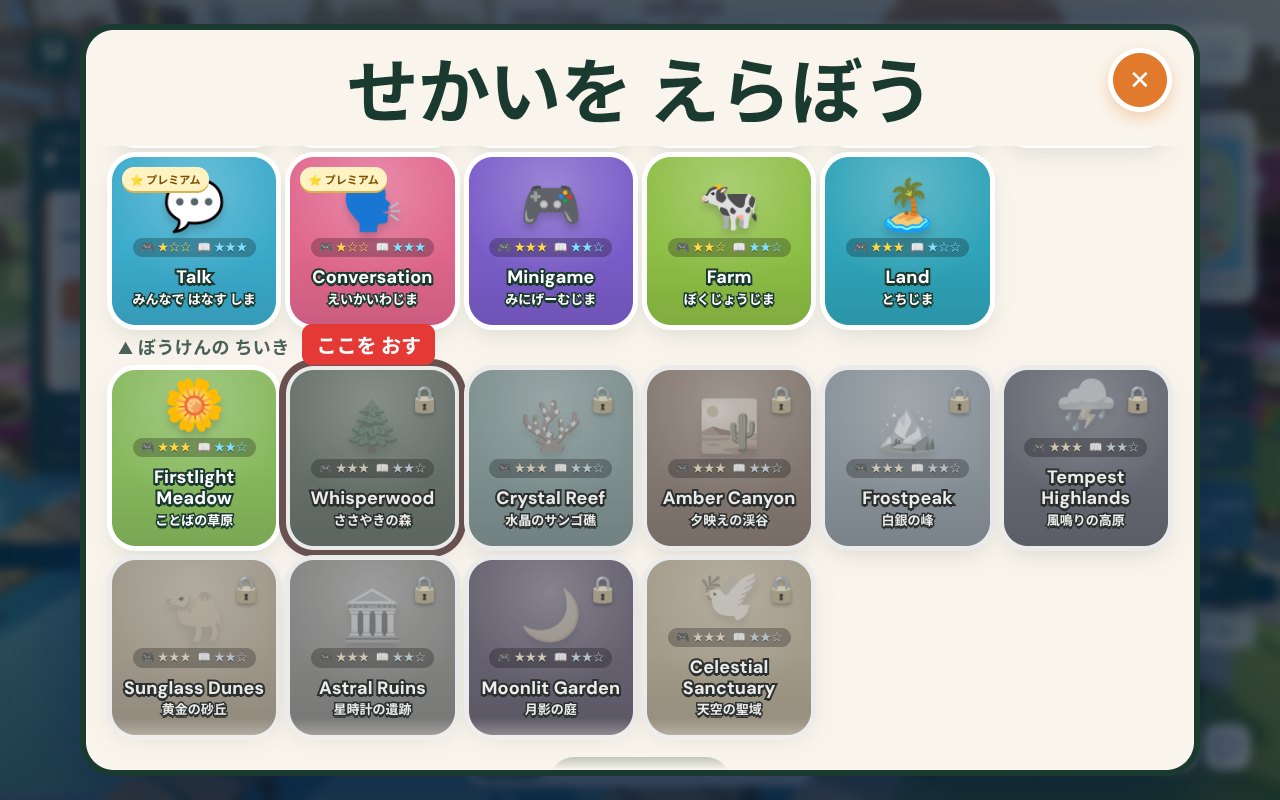 せかいを えらぼう
×
⭐ プレミアム
🎮 ★☆☆ 📖 ★★★
Talk
みんなで はなす しま
⭐ プレミアム
🎮 ★☆☆ 📖 ★★★
Conversation
えいかいわじま
🎮 ★★★ 📖 ★★☆
Minigame
みにげーむじま
🎮 ★★☆ 📖 ★★☆
Farm
ぼくじょうじま
🎮 ★★★ 📖 ★☆☆
Land
とちじま
▲ ぼうけんの ちいき
ここを おす
🎮 ★★★ 📖 ★★☆
Firstlight
Meadow
ことばの草原
🎮 ★★★ 📖 ★★☆
Whisperwood
ささやきの森
🎮 ★★★ 📖 ★★☆
Crystal Reef
水晶のサンゴ礁
🎮 ★★★ 📖 ★★☆
Amber Canyon
夕映えの渓谷
🎮 ★★★ 📖 ★★☆
Frostpeak
白銀の峰
🎮 ★★★ 📖 ★★☆
Tempest
Highlands
風鳴りの高原
🎮 ★★★ 📖 ★★☆
Sunglass Dunes
黄金の砂丘
🎮 ★★★ 📖 ★★☆
Astral Ruins
星時計の遺跡
🎮 ★★★ 📖 ★★☆
Moonlit Garden
月影の庭
🎮 ★★★ 📖 ★★☆
Celestial
Sanctuary
天空の聖域